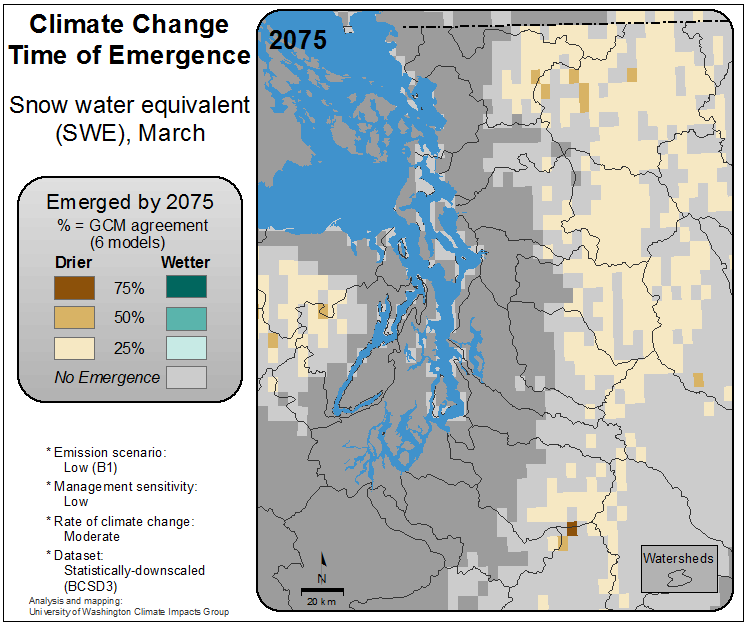 Climate Change
Time of Emergence
Snow water equivalent
(SWE), March
Emerged by 2075
% = GCM agreement
(6 models)
Drier Wetter
75%
50%
25%
No Emergence
* Emission scenario:
Low (B1)
* Management sensitivity:
Low
* Rate of climate change:
Moderate
* Dataset:
Statistically-downscaled
(BCSD3)
Analysis and mapping:
University of Washington Climate Impacts Group
2075
N
20 km
Watersheds